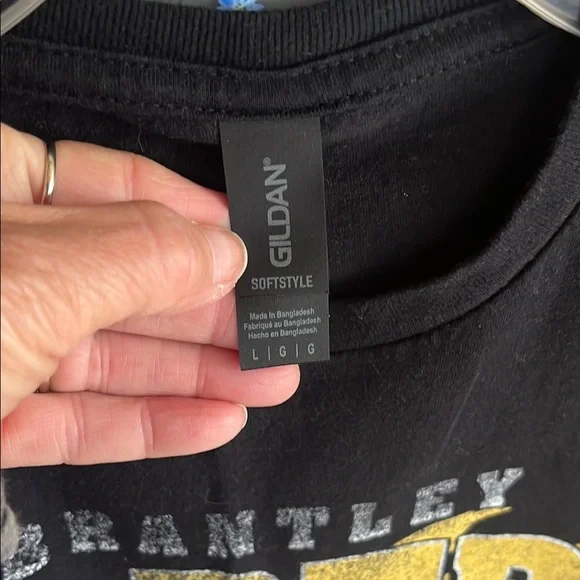 GILDAN®
SOFTSTYLE
Made in Bangladesh
Fabriqué au Bangladesh
Hecho en Bangladesh
L | G | G
BRANTLEY